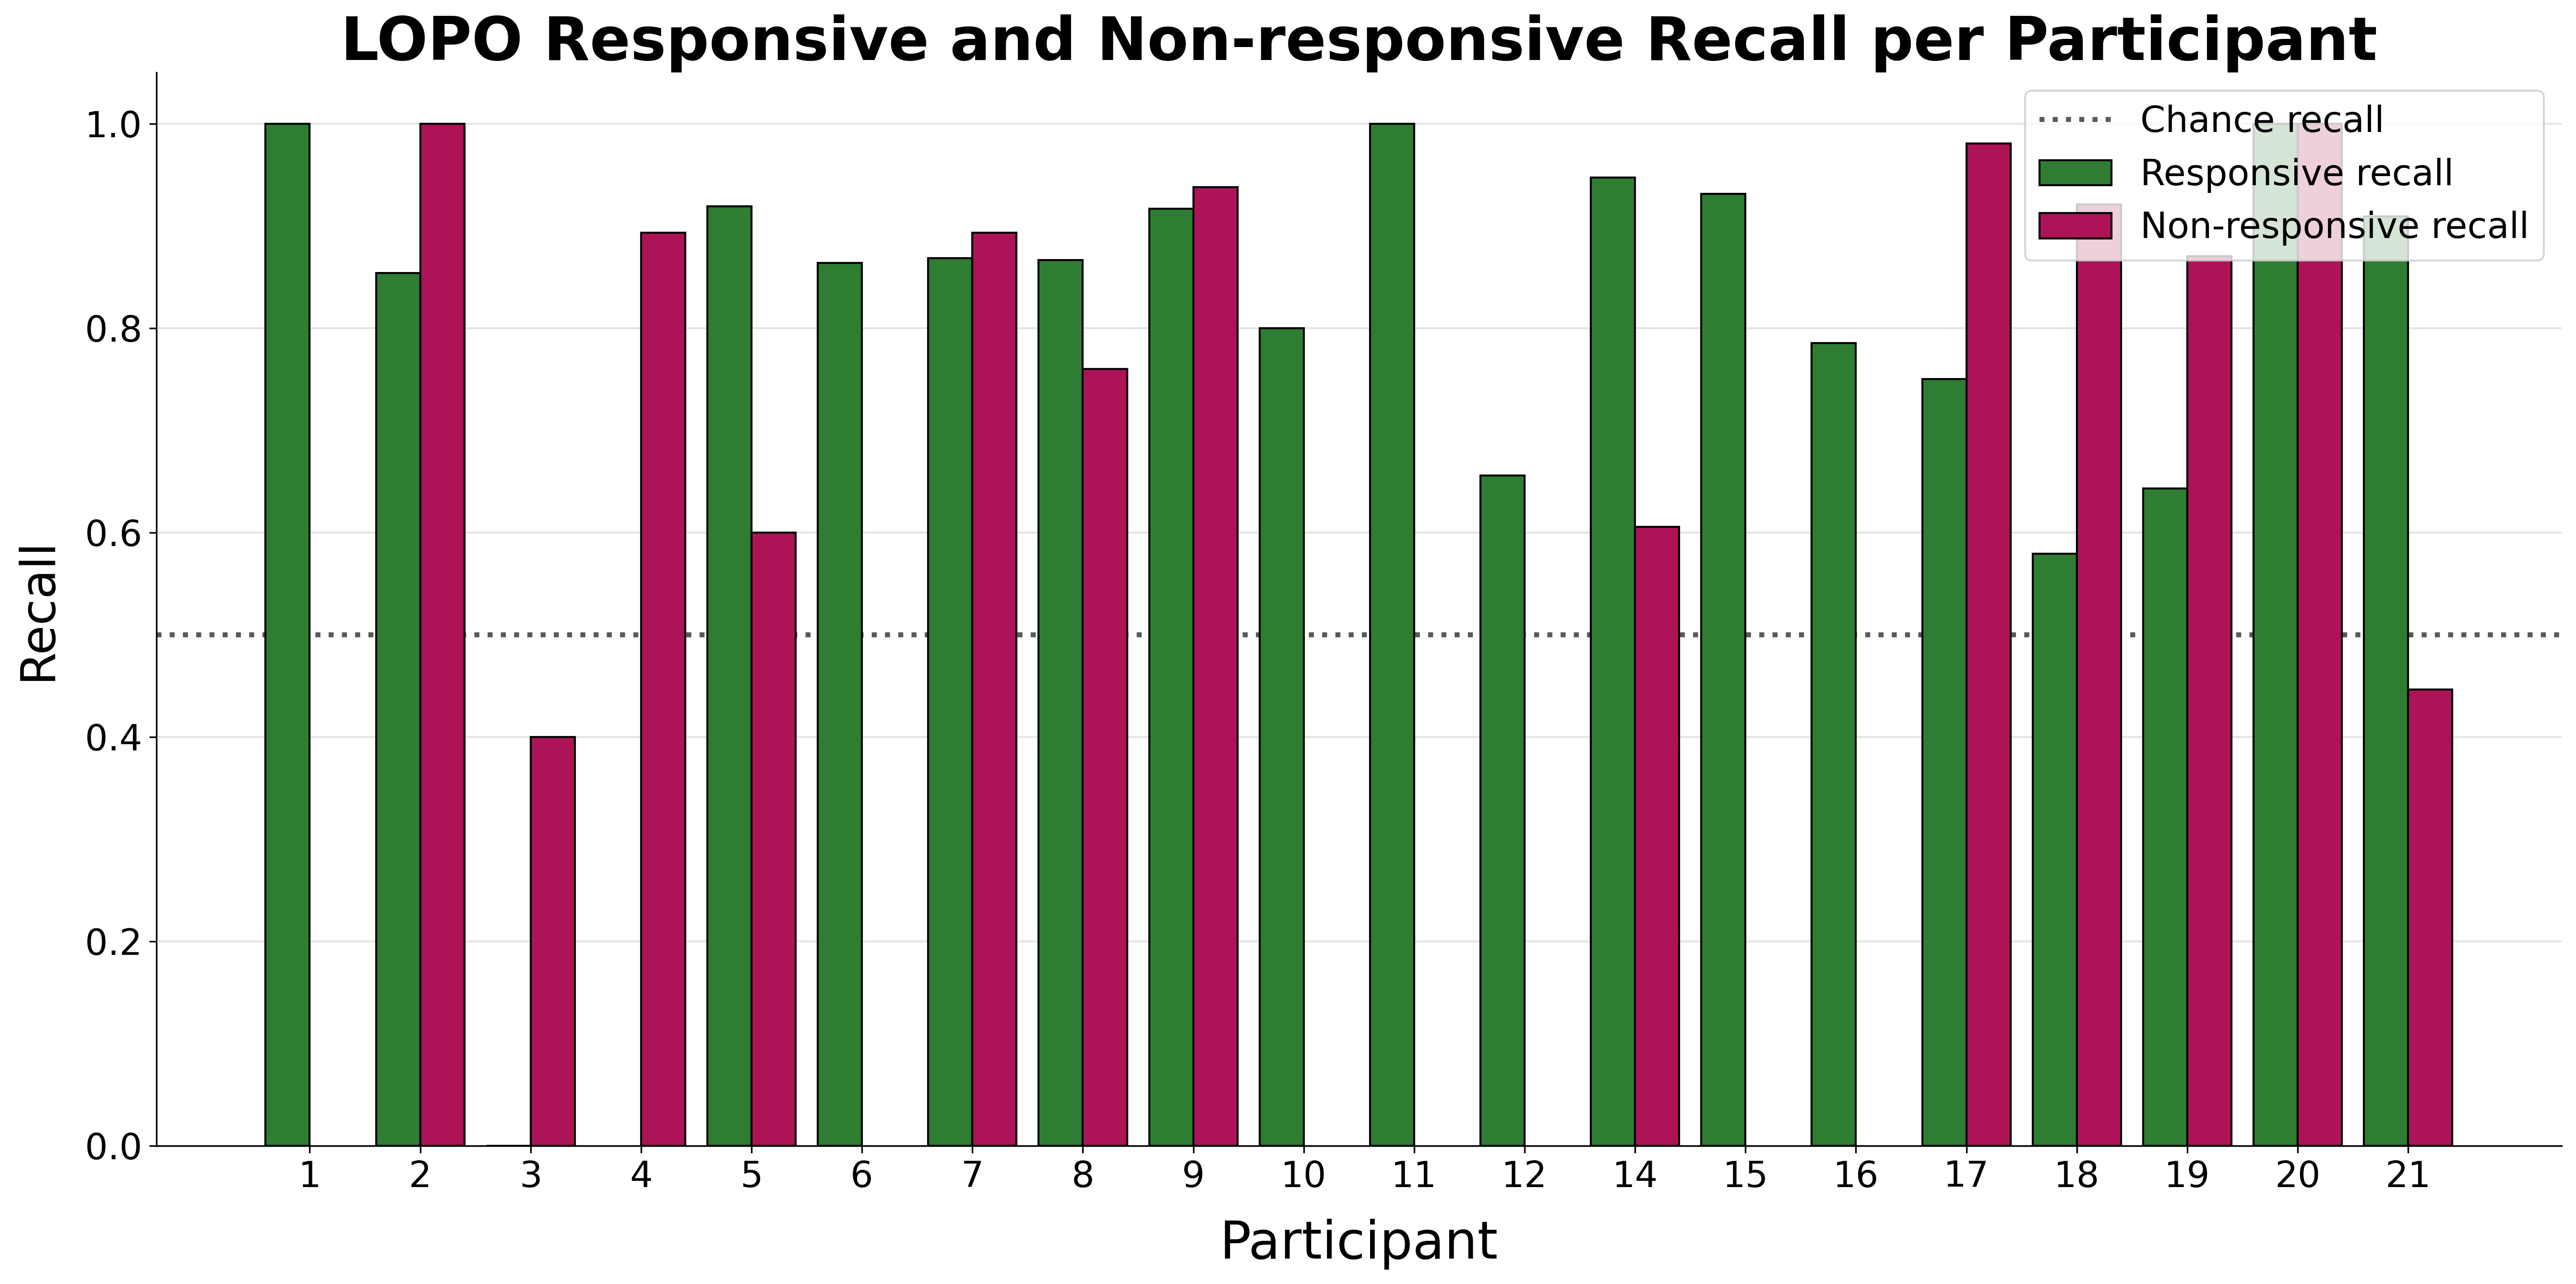 LOPO Responsive and Non-responsive Recall per Participant
Chance recall
Responsive recall
Non-responsive recall
1.0
0.8
0.6
0.4
0.2
0.0
Recall
1 2 3 4 5 6 7 8 9 10 11 12 14 15 16 17 18 19 20 21
Participant